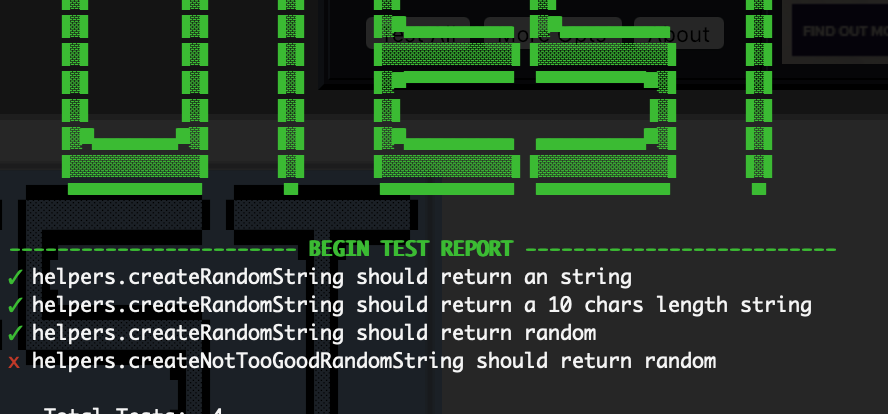 Test All More Opts About
FIND OUT MO
------------------------ BEGIN TEST REPORT --------------------------
✓ helpers.createRandomString should return an string
✓ helpers.createRandomString should return a 10 chars length string
✓ helpers.createRandomString should return random
x helpers.createNotTooGoodRandomString should return random
Total Tests: 4